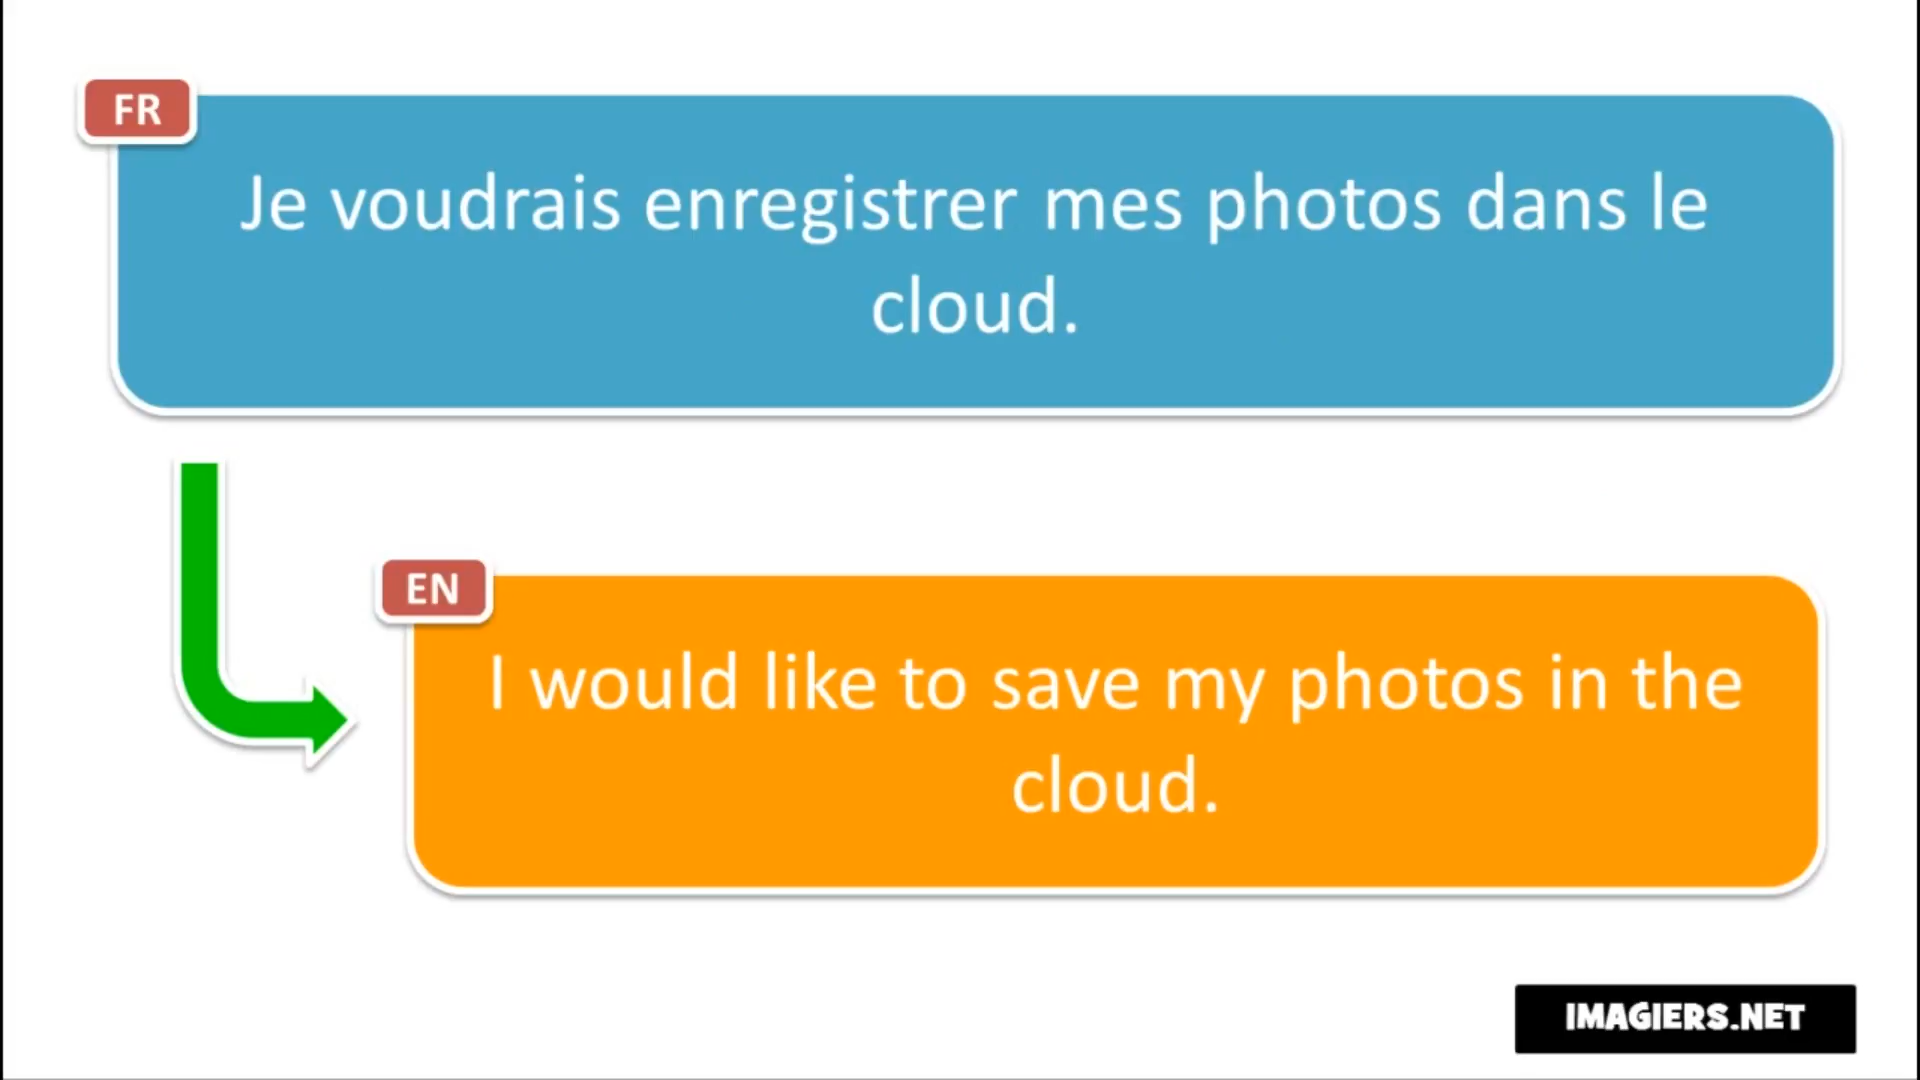 FR
Je voudrais enregistrer mes photos dans le
cloud.
EN
I would like to save my photos in the
cloud.
IMAGIERS.NET